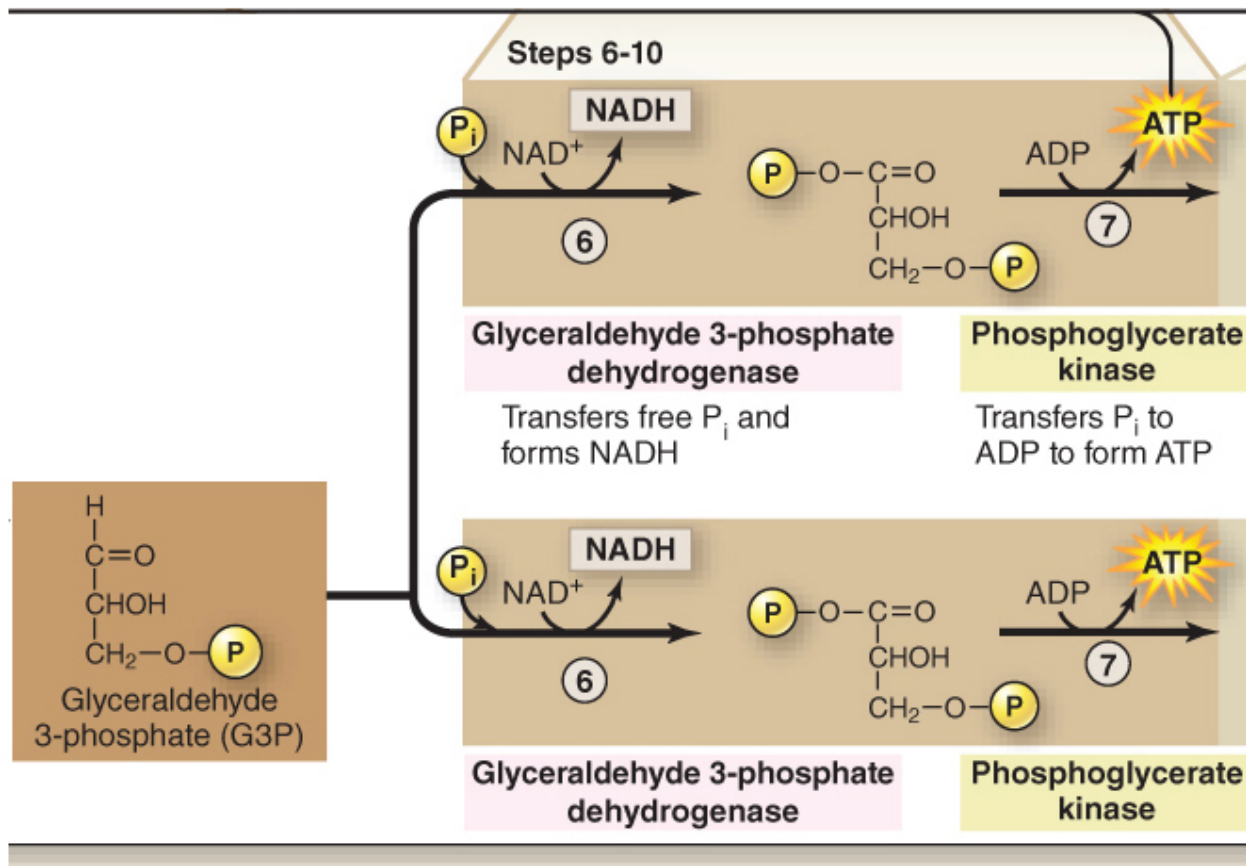 Steps 6-10
Pi
NAD+
NADH
6
P–O–C=O
CHOH
CH2–O–P
ADP
ATP
7
Glyceraldehyde 3-phosphate
dehydrogenase
Transfers free Pi and
forms NADH
Phosphoglycerate
kinase
Transfers Pi to
ADP to form ATP
H
C=O
CHOH
CH2–O–P
Glyceraldehyde
3-phosphate (G3P)
Pi
NAD+
NADH
6
P–O–C=O
CHOH
CH2–O–P
ADP
ATP
7
Glyceraldehyde 3-phosphate
dehydrogenase
Phosphoglycerate
kinase